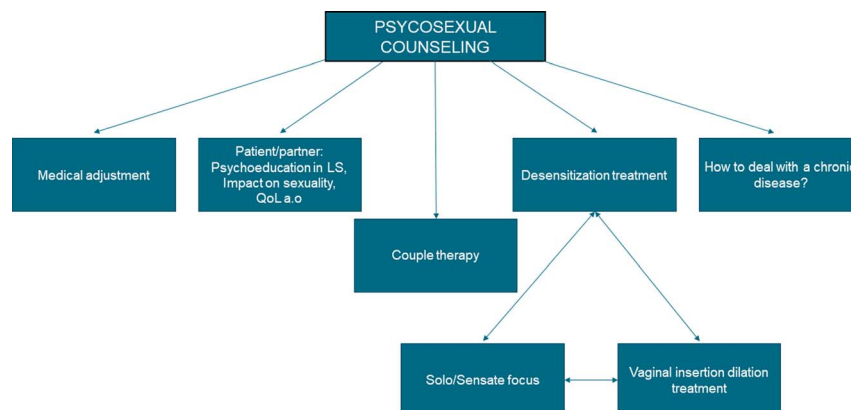 PSYCOSEXUAL
COUNSELING
Medical adjustment
Patient/partner:
Psychoeducation in LS,
Impact on sexuality,
QoL a.o
Couple therapy
Desensitization treatment
How to deal with a chronic
disease?
Solo/Sensate focus
Vaginal insertion dilation
treatment